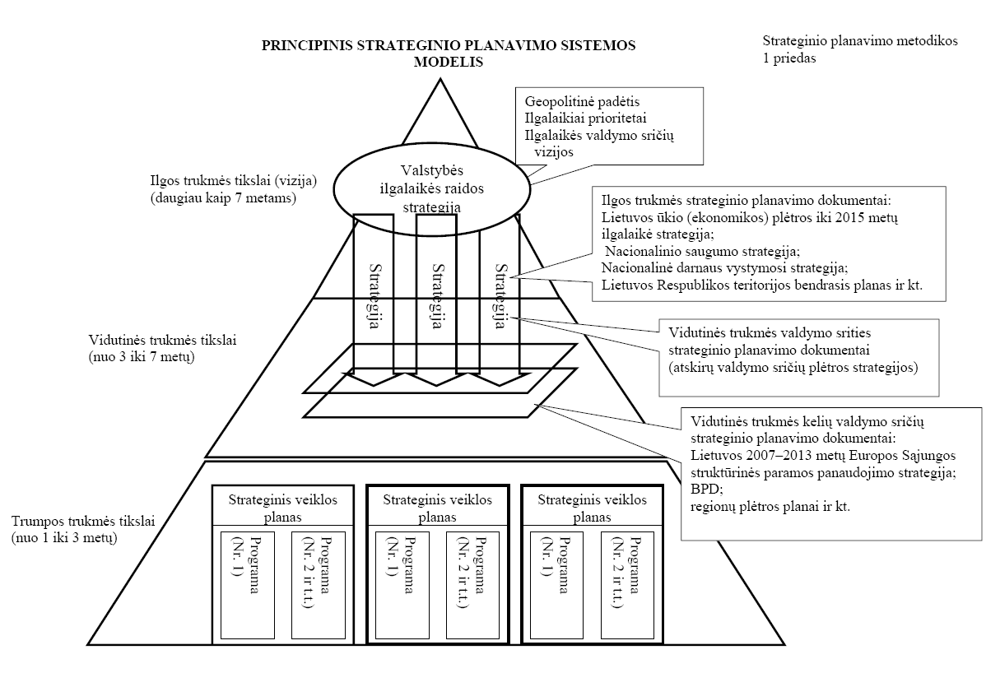 PRINCIPINIS STRATEGINIO PLANAVIMO SISTEMOS
MODELIS
Strateginio planavimo metodikos
1 priedas
Geopolitinė padėtis
Ilgalaikiai prioritetai
Ilgalaikės valdymo sričių
vizijos
Ilgos trukmės tikslai (vizija)
(daugiau kaip 7 metams)
Valstybės
ilgalaikės raidos
strategija
Ilgos trukmės strateginio planavimo dokumentai:
Lietuvos ūkio (ekonomikos) plėtros iki 2015 metų
ilgalaikė strategija;
Nacionalinio saugumo strategija;
Nacionalinė darnaus vystymosi strategija;
Lietuvos Respublikos teritorijos bendrasis planas ir kt.
Strategija
Strategija
Strategija
Vidutinės trukmės tikslai
(nuo 3 iki 7 metų)
Vidutinės trukmės valdymo srities
strateginio planavimo dokumentai
(atskirų valdymo sričių plėtros strategijos)
Vidutinės trukmės kelių valdymo sričių
strateginio planavimo dokumentai:
Lietuvos 2007–2013 metų Europos Sąjungos
struktūrinės paramos panaudojimo strategija;
BPD;
regionų plėtros planai ir kt.
Trumpos trukmės tikslai
(nuo 1 iki 3 metų)
Strateginis veiklos
planas
Programa
(Nr. 1)
Programa
(Nr. 2 ir t.t.)
Strateginis veiklos
planas
Programa
(Nr. 1)
Programa
(Nr. 2 ir t.t.)
Strateginis veiklos
planas
Programa
(Nr. 1)
Programa
(Nr. 2 ir t.t.)